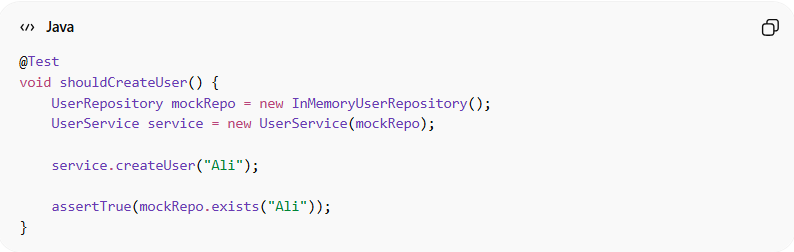 Java
@Test
void shouldCreateUser() {
    UserRepository mockRepo = new InMemoryUserRepository();
    UserService service = new UserService(mockRepo);

    service.createUser("Ali");

    assertTrue(mockRepo.exists("Ali"));
}